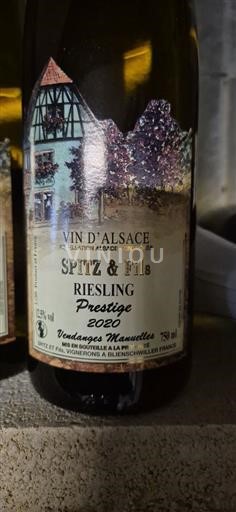 VIN D'ALSACE
APPELLATION ALSACE
SPITZ & Fils
RIESLING
Prestige
2020
12,5% vol
Vendanges Manuelles
750 ml
MIS EN BOUTEILLE A LA PROPRIÉTÉ
SPITZ ET FILS, VIGNERONS A BLIENSCHWILLER FRANCE